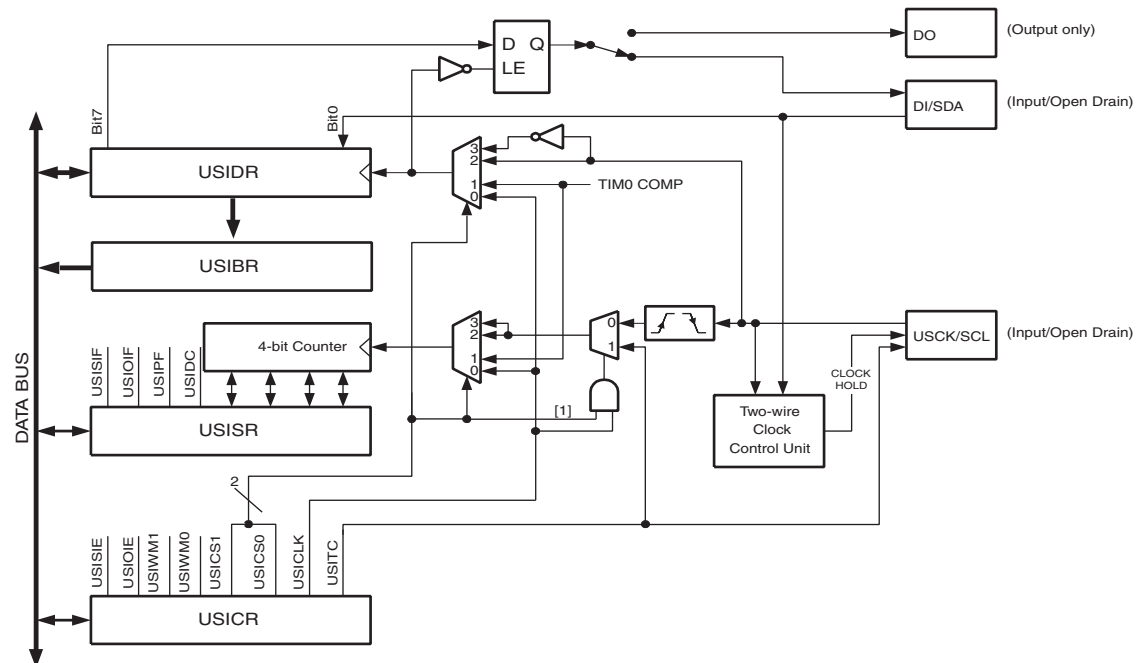 DO
(Output only)
D Q
LE
DI/SDA
(Input/Open Drain)
Bit7
Bit0
USIDR
3
2
1
0
TIM0 COMP
USIBR
DATA BUS
4-bit Counter
3
2
1
0
0
1
USCK/SCL
(Input/Open Drain)
CLOCK
HOLD
USISIF
USIOIF
USIPF
USIDC
[1]
Two-wire
Clock
Control Unit
USISR
2
USISIE
USIOIE
USIWM1
USIWM0
USICS1
USICS0
USICLK
USITC
USICR